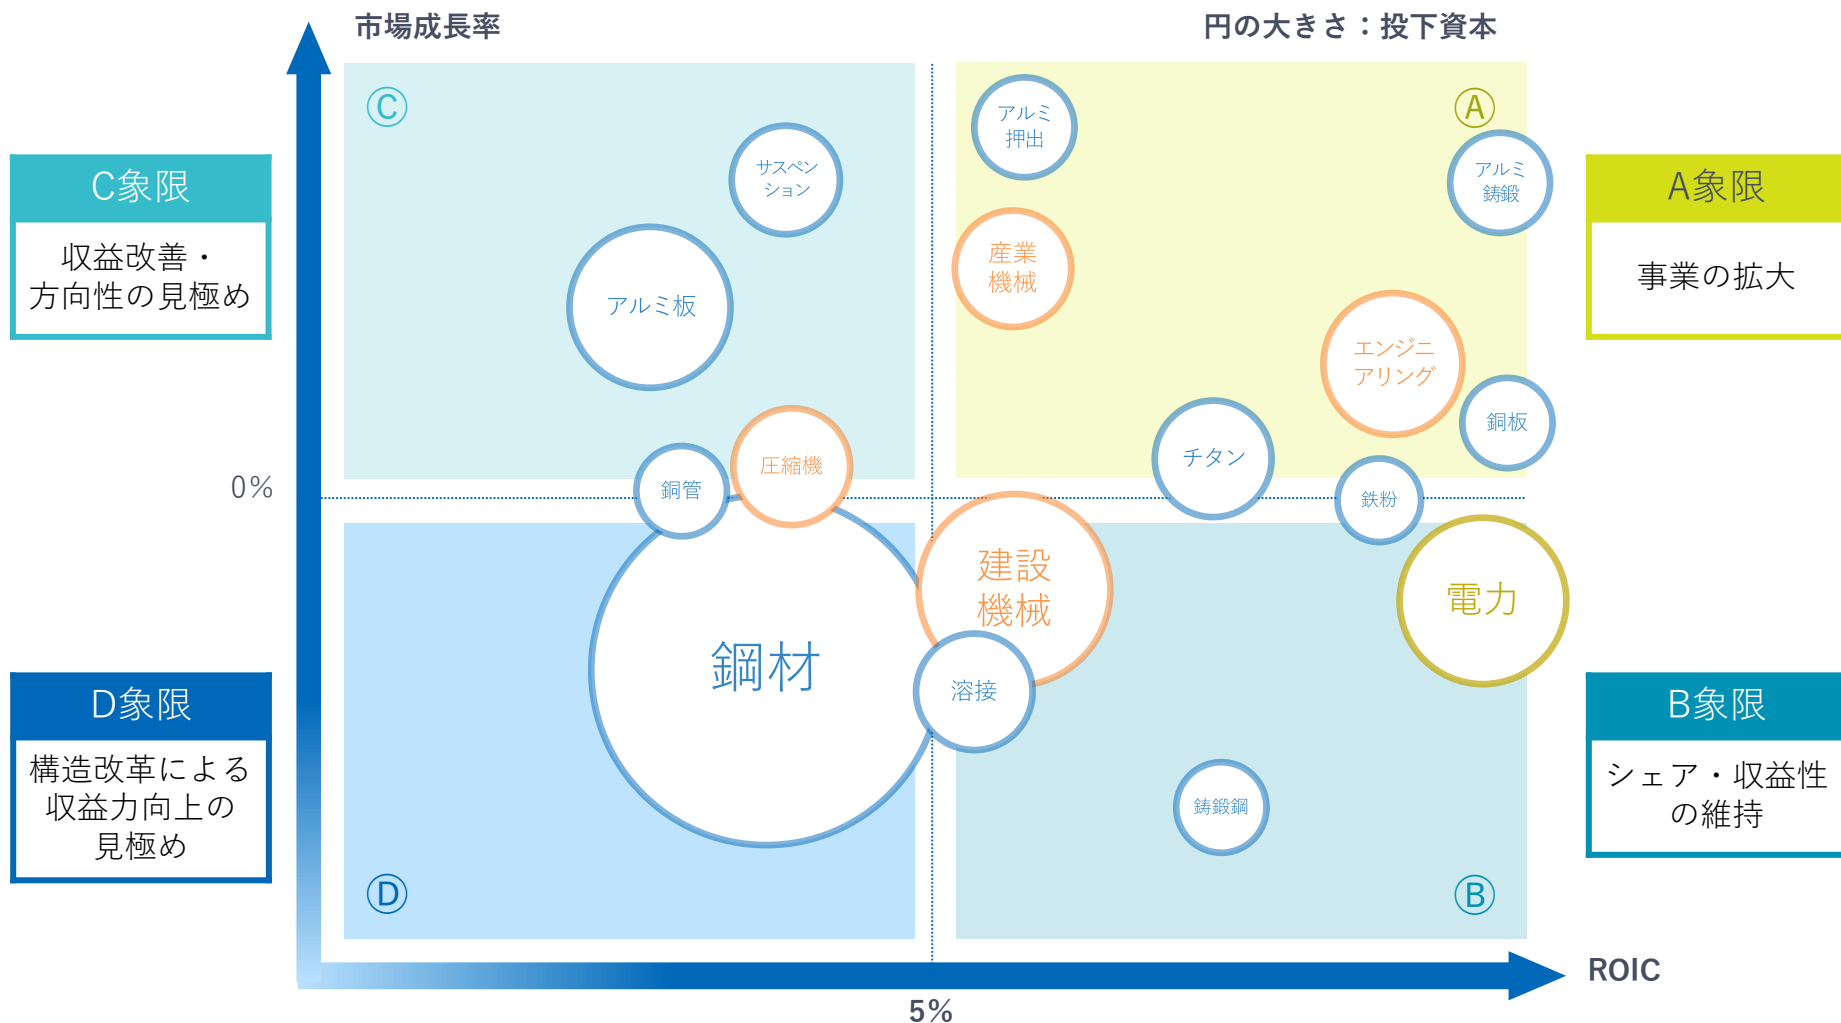 市場成長率
円の大きさ：投下資本
Ⓒ
Ⓐ
アルミ
押出
サスペン
ション
アルミ
鋳鍛
C象限
収益改善・
方向性の見極め
A象限
事業の拡大
産業
機械
アルミ板
エンジニ
アリング
銅板
チタン
圧縮機
銅管
0%
鉄粉
建設
機械
電力
鋼材
溶接
D象限
構造改革による
収益力向上の
見極め
B象限
シェア・収益性
の維持
鋳鍛鋼
Ⓓ
Ⓑ
ROIC
5%